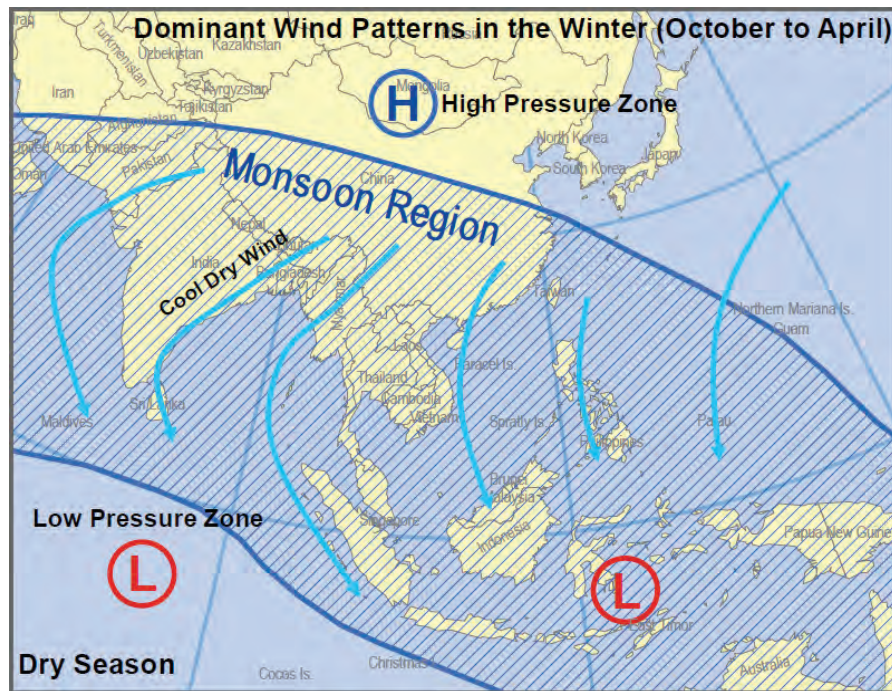 Dominant Wind Patterns in the Winter (October to April)
Turkmenistan
Uzbekistan
Kazakhstan
Mongolia
H
High Pressure Zone
Iran
Kyrgyzstan
Tajikistan
Afghanistan
North Korea
South Korea
Japan
United Arab Emirates
Oman
Pakistan
Monsoon Region
China
Nepal
Cool Dry Wind
India
Bangladesh
Myanmar
Taiwan
Northern Mariana Is.
Guam
Laos
Paracel Is.
Thailand
Cambodia
Vietnam
Spratly Is.
Philippines
Palau
Maldives
Sri Lanka
Brunei
Malaysia
Singapore
Indonesia
Papua New Guine
Low Pressure Zone
L
L
East Timor
Dry Season
Cocos Is.
Christmas I
Australia